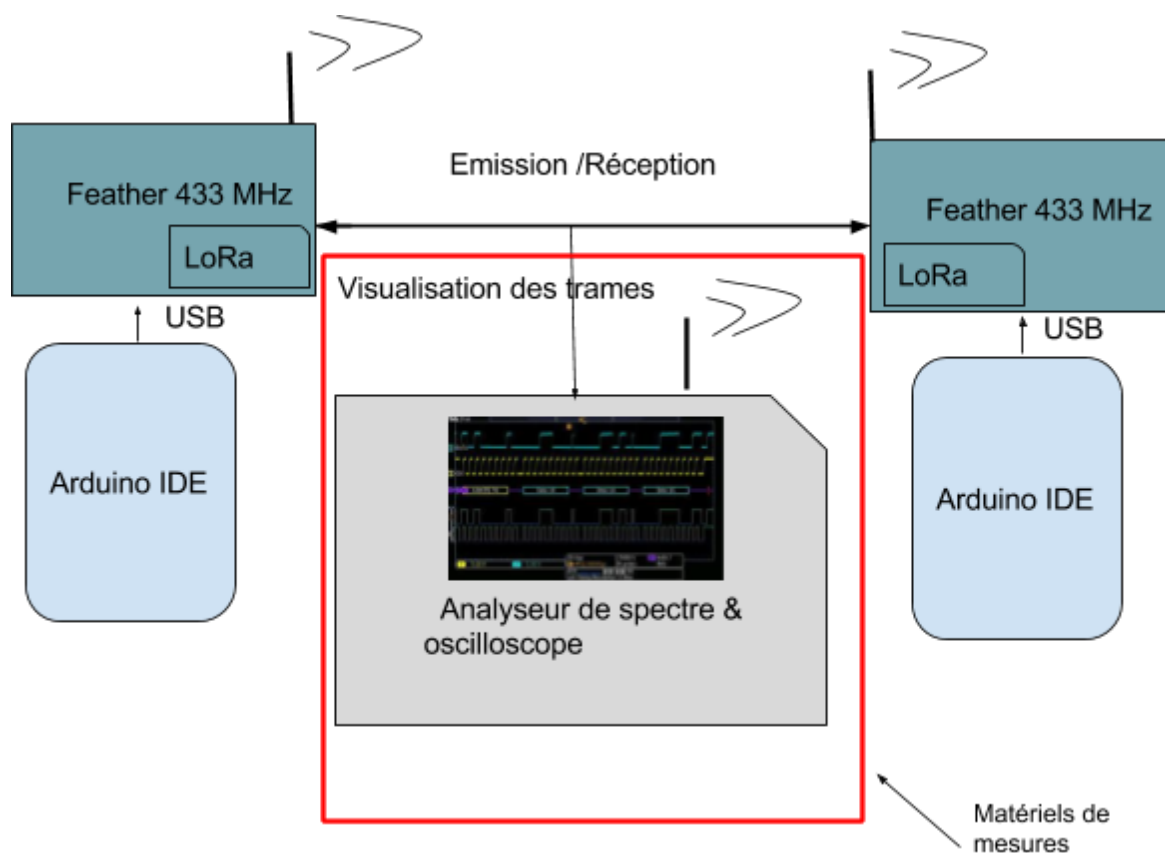 Emission /Réception
Feather 433 MHz
LoRa
USB
Arduino IDE
Feather 433 MHz
LoRa
USB
Arduino IDE
Visualisation des trames
Analyseur de spectre &
oscilloscope
Matériels de
mesures